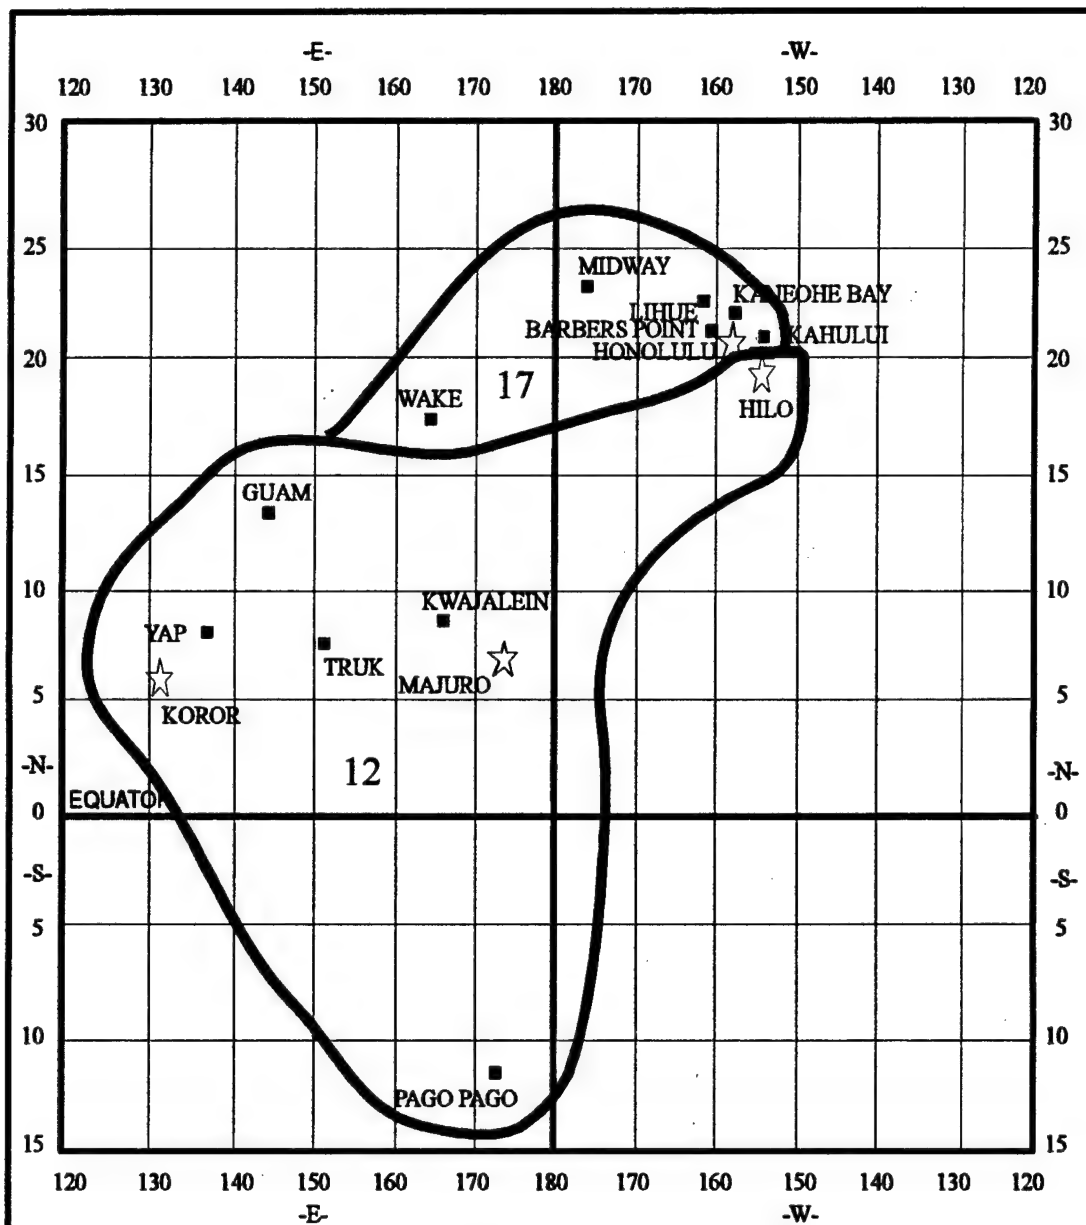 -E- -W-
120 130 140 150 160 170 180 170 160 150 140 130 120
30 30
25 25
MIDWAY
KANEOHE BAY
LIHUE
BARBERS POINT KAHULUI
HONOLULU
20 20
17
WAKE HILO
15 15
GUAM
10 10
KWAJALEIN
YAP
TRUK
MAJURO
5 5
KOROR
-N- 12 -N-
EQUATOR
0 0
-S- -S-
5 5
10 10
PAGO PAGO
15 15
120 130 140 150 160 170 180 170 160 150 140 130 120
-E- -W-